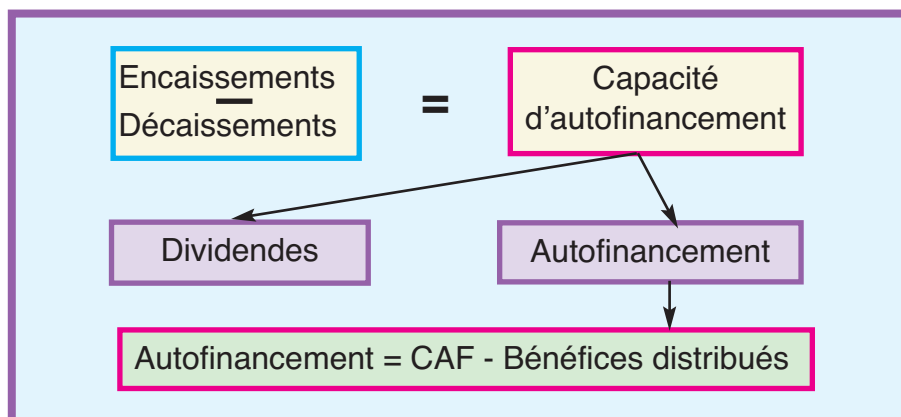 Encaissements
–
Décaissements
=
Capacité
d’autofinancement
Dividendes
Autofinancement
Autofinancement = CAF - Bénéfices distribués